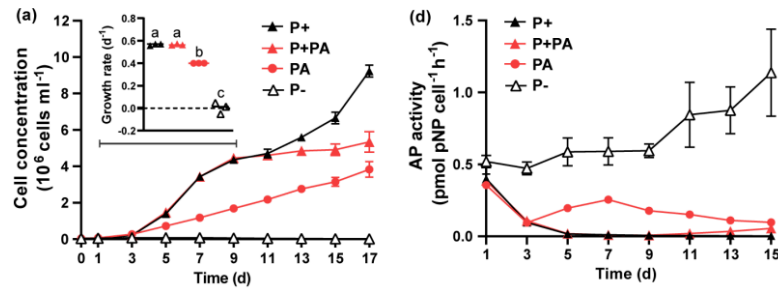 (a)
Cell concentration
(10⁶ cells ml⁻¹)
12
10
8
6
4
2
0
0 1 3 5 7 9 11 13 15 17
Time (d)
Growth rate (d⁻¹)
0.8
0.6
0.4
0.2
0.0
-0.2
a a b c
P+
P+PA
PA
P-
(d)
AP activity
(pmol pNP cell⁻¹ h⁻¹)
1.5
1.0
0.5
0.0
1 3 5 7 9 11 13 15
Time (d)
P+
P+PA
PA
P-